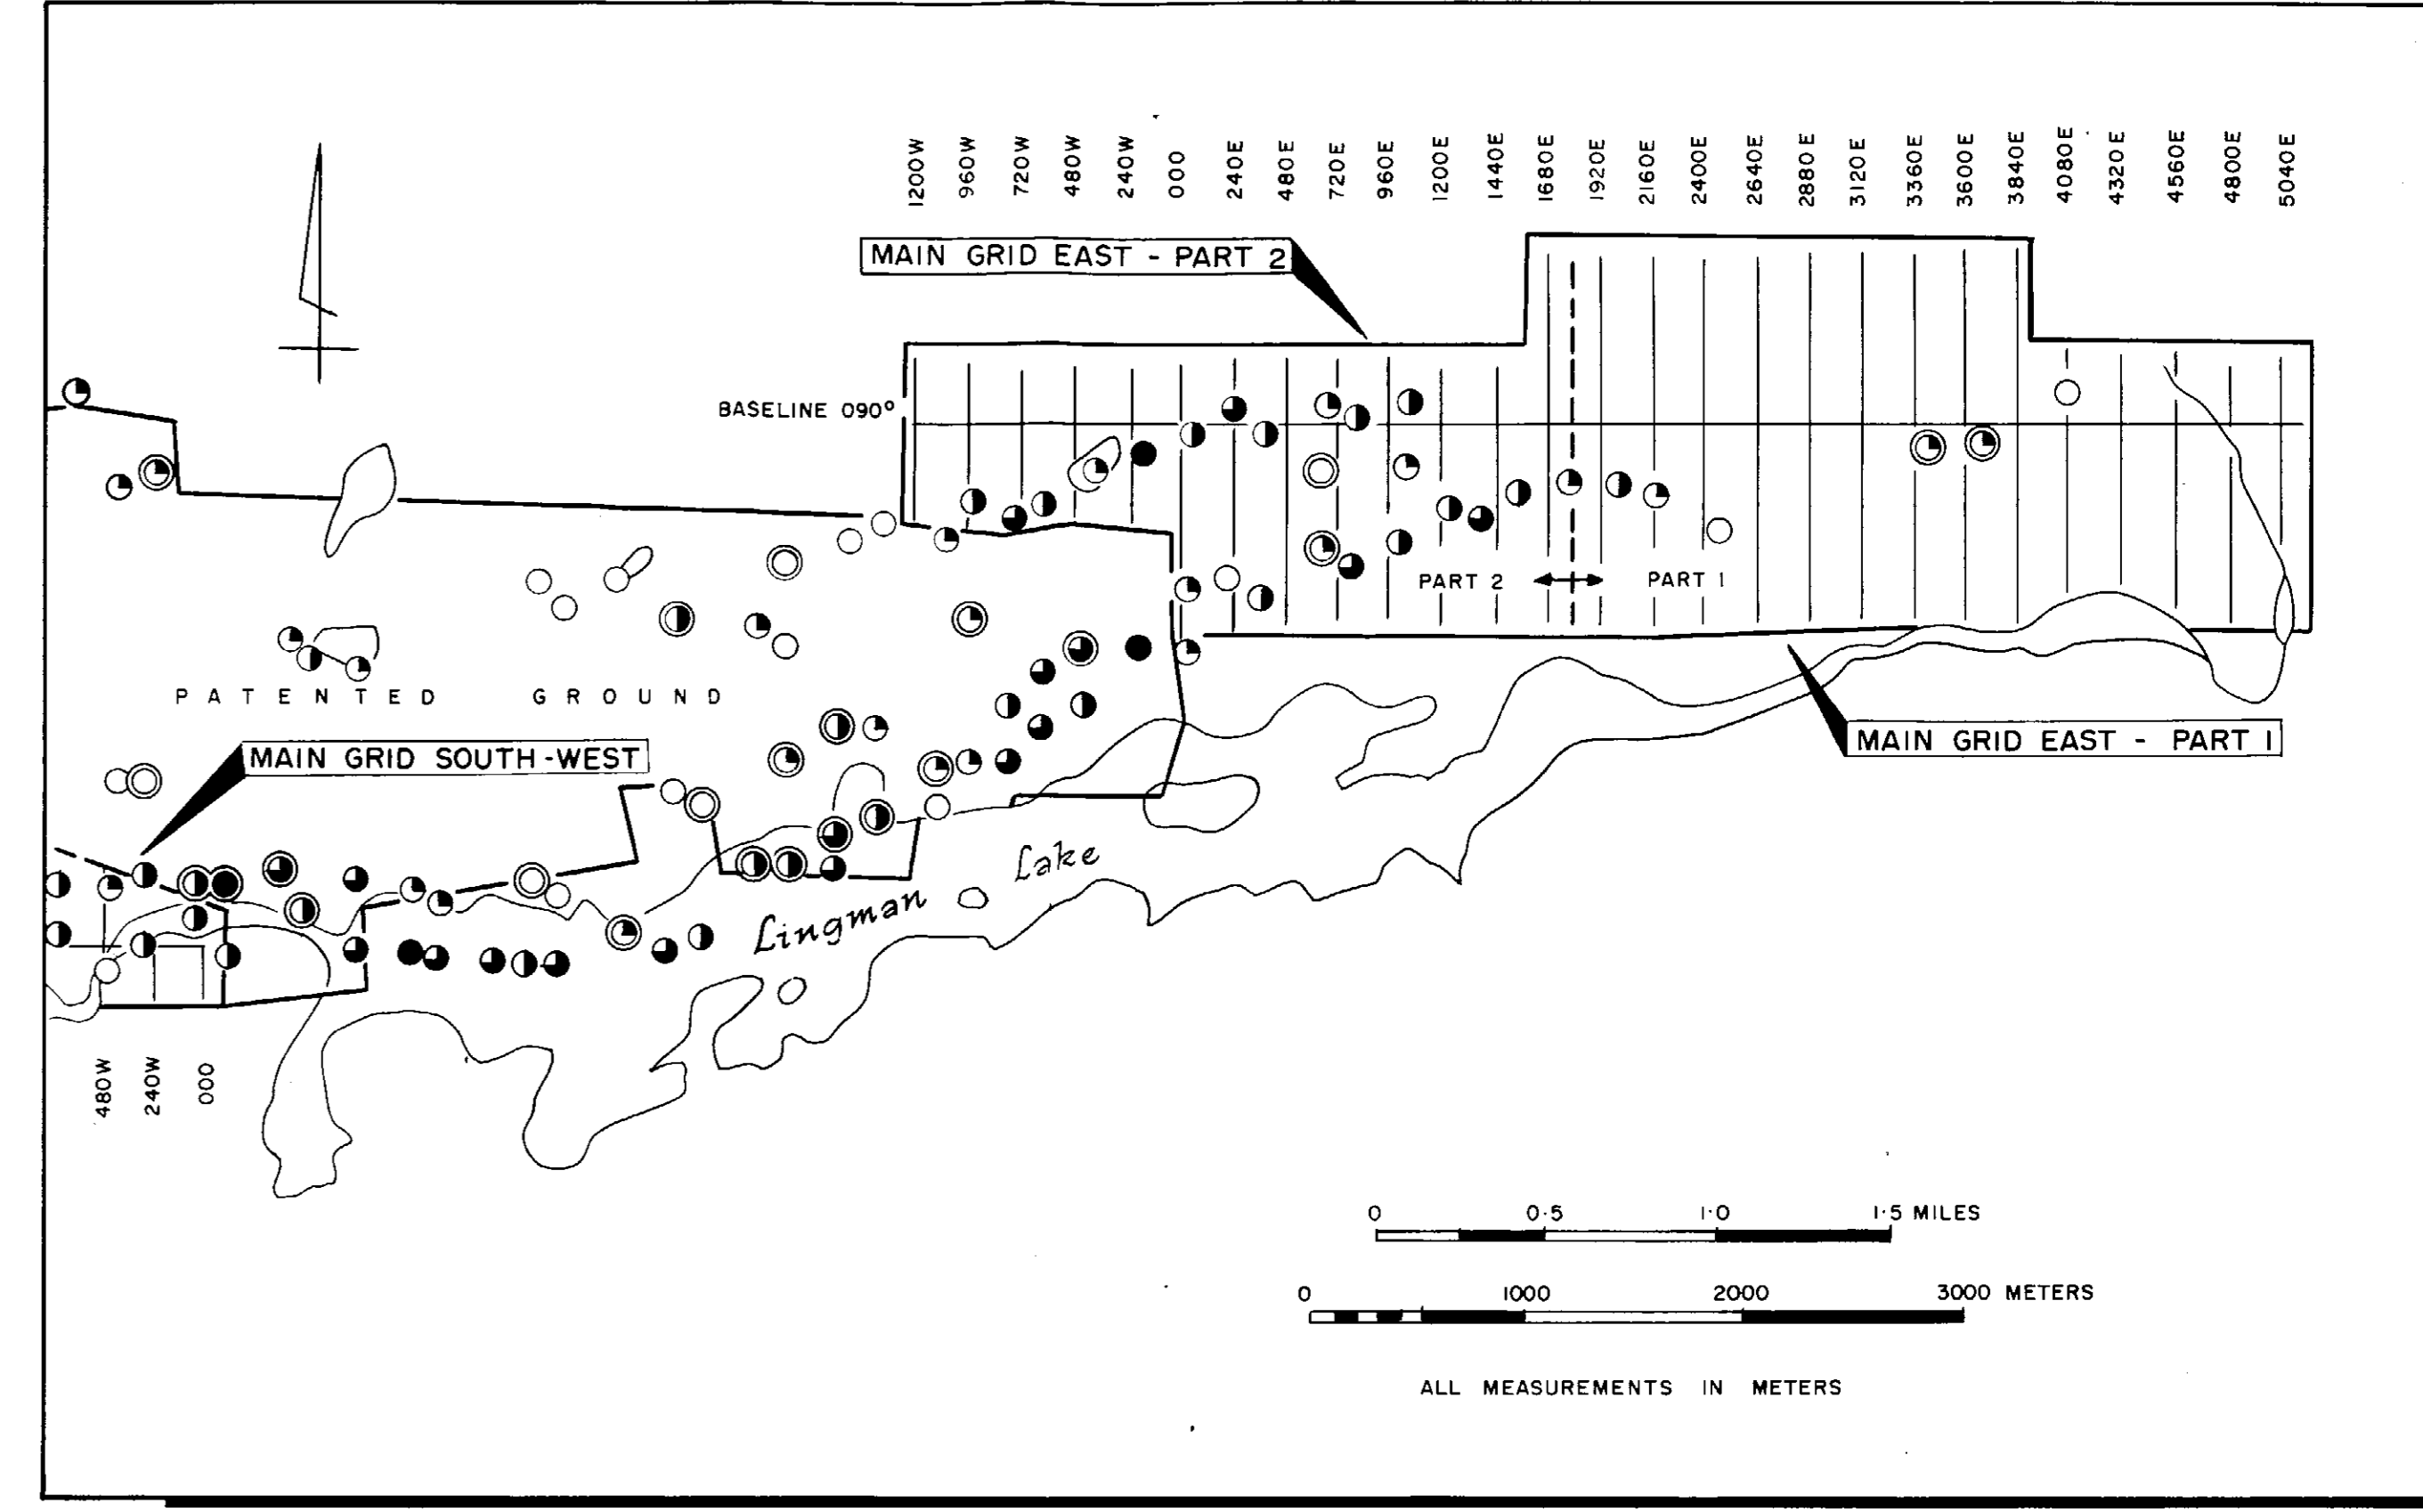 1200W 960W 720W 480W 240W 000 240E 480E 720E 960E 1200E 1440E 1680E 1920E 2160E 2400E 2640E 2880E 3120E 3360E 3600E 3840E 4080E 4320E 4560E 4800E 5040E
MAIN GRID EAST - PART 2
BASELINE 090°
PART 2 PART 1
PATENTED GROUND
MAIN GRID EAST - PART 1
MAIN GRID SOUTH-WEST
Lingman Lake
480W 240W 000
0 0·5 1·0 1·5 MILES
0 1000 2000 3000 METERS
ALL MEASUREMENTS IN METERS